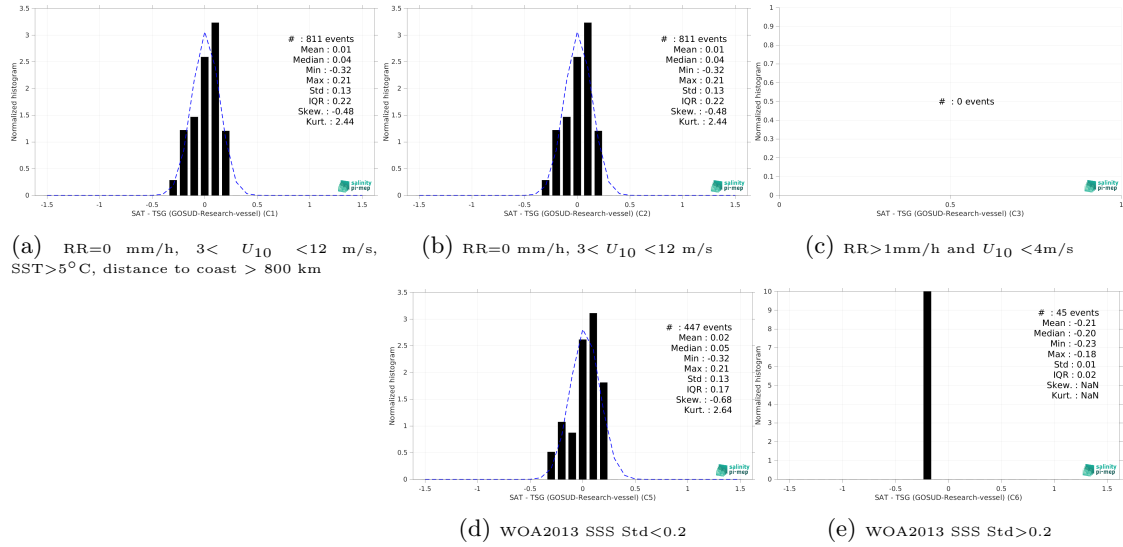 3.5
3
2.5
2
1.5
1
0.5
0
Normalized histogram
# : 811 events
Mean : 0.01
Median : 0.04
Min : -0.32
Max : 0.21
Std : 0.13
IQR : 0.22
Skew. : -0.48
Kurt. : 2.44
salinity
pi-mep
-1.5 -1 -0.5 0 0.5 1 1.5
SAT - TSG (GOSUD-Research-vessel) (C1)
(a) RR=0 mm/h, 3< U10 <12 m/s,
SST>5°C, distance to coast > 800 km
3.5
3
2.5
2
1.5
1
0.5
0
Normalized histogram
# : 811 events
Mean : 0.01
Median : 0.04
Min : -0.32
Max : 0.21
Std : 0.13
IQR : 0.22
Skew. : -0.48
Kurt. : 2.44
salinity
pi-mep
-1.5 -1 -0.5 0 0.5 1 1.5
SAT - TSG (GOSUD-Research-vessel) (C2)
(b) RR=0 mm/h, 3< U10 <12 m/s
1
0.9
0.8
0.7
0.6
0.5
0.4
0.3
0.2
0.1
0
Normalized histogram
# : 0 events
salinity
pi-mep
0 0.5 1
SAT - TSG (GOSUD-Research-vessel) (C3)
(c) RR>1mm/h and U10 <4m/s
3.5
3
2.5
2
1.5
1
0.5
0
Normalized histogram
# : 447 events
Mean : 0.02
Median : 0.05
Min : -0.32
Max : 0.21
Std : 0.13
IQR : 0.17
Skew. : -0.68
Kurt. : 2.64
salinity
pi-mep
-1.5 -1 -0.5 0 0.5 1 1.5
SAT - TSG (GOSUD-Research-vessel) (C5)
(d) WOA2013 SSS Std<0.2
10
9
8
7
6
5
4
3
2
1
0
Normalized histogram
# : 45 events
Mean : -0.21
Median : -0.20
Min : -0.23
Max : -0.18
Std : 0.01
IQR : 0.02
Skew. : NaN
Kurt. : NaN
salinity
pi-mep
-1.5 -1 -0.5 0 0.5 1 1.5
SAT - TSG (GOSUD-Research-vessel) (C6)
(e) WOA2013 SSS Std>0.2